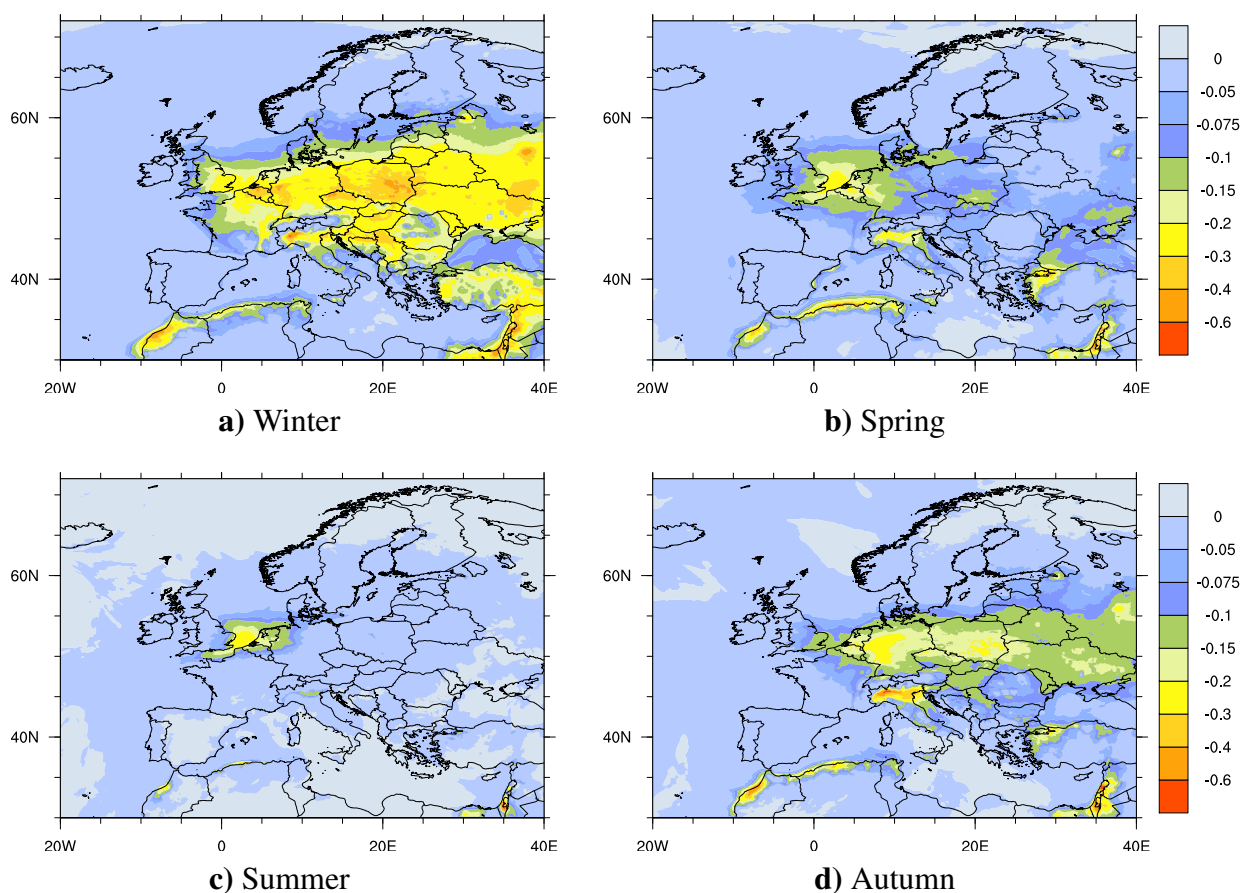 60N
40N
20W 0 20E 40E
a) Winter
60N
40N
20W 0 20E 40E
b) Spring
0
-0.05
-0.075
-0.1
-0.15
-0.2
-0.3
-0.4
-0.6
60N
40N
20W 0 20E 40E
c) Summer
60N
40N
20W 0 20E 40E
d) Autumn
0
-0.05
-0.075
-0.1
-0.15
-0.2
-0.3
-0.4
-0.6